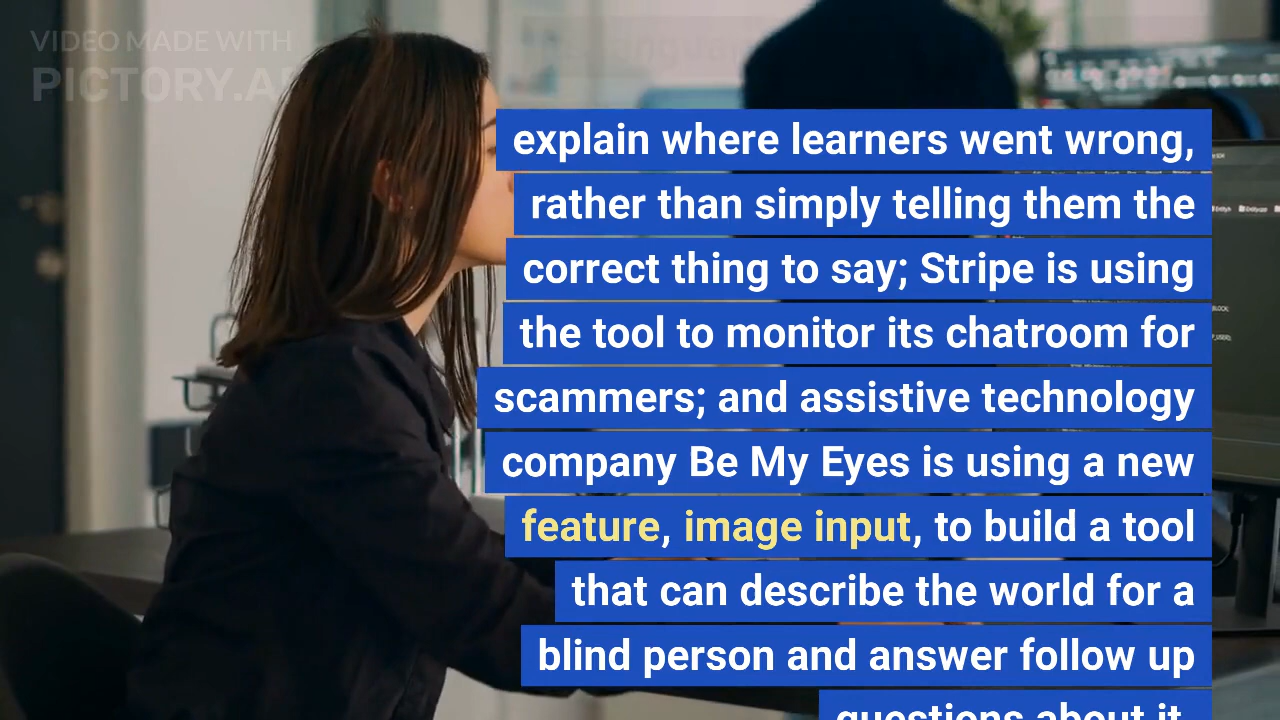 VIDEO MADE WITH
PICTORY.A
explain where learners went wrong,
rather than simply telling them the
correct thing to say; Stripe is using
the tool to monitor its chatroom for
scammers; and assistive technology
company Be My Eyes is using a new
feature, image input, to build a tool
that can describe the world for a
blind person and answer follow up
questions about it.